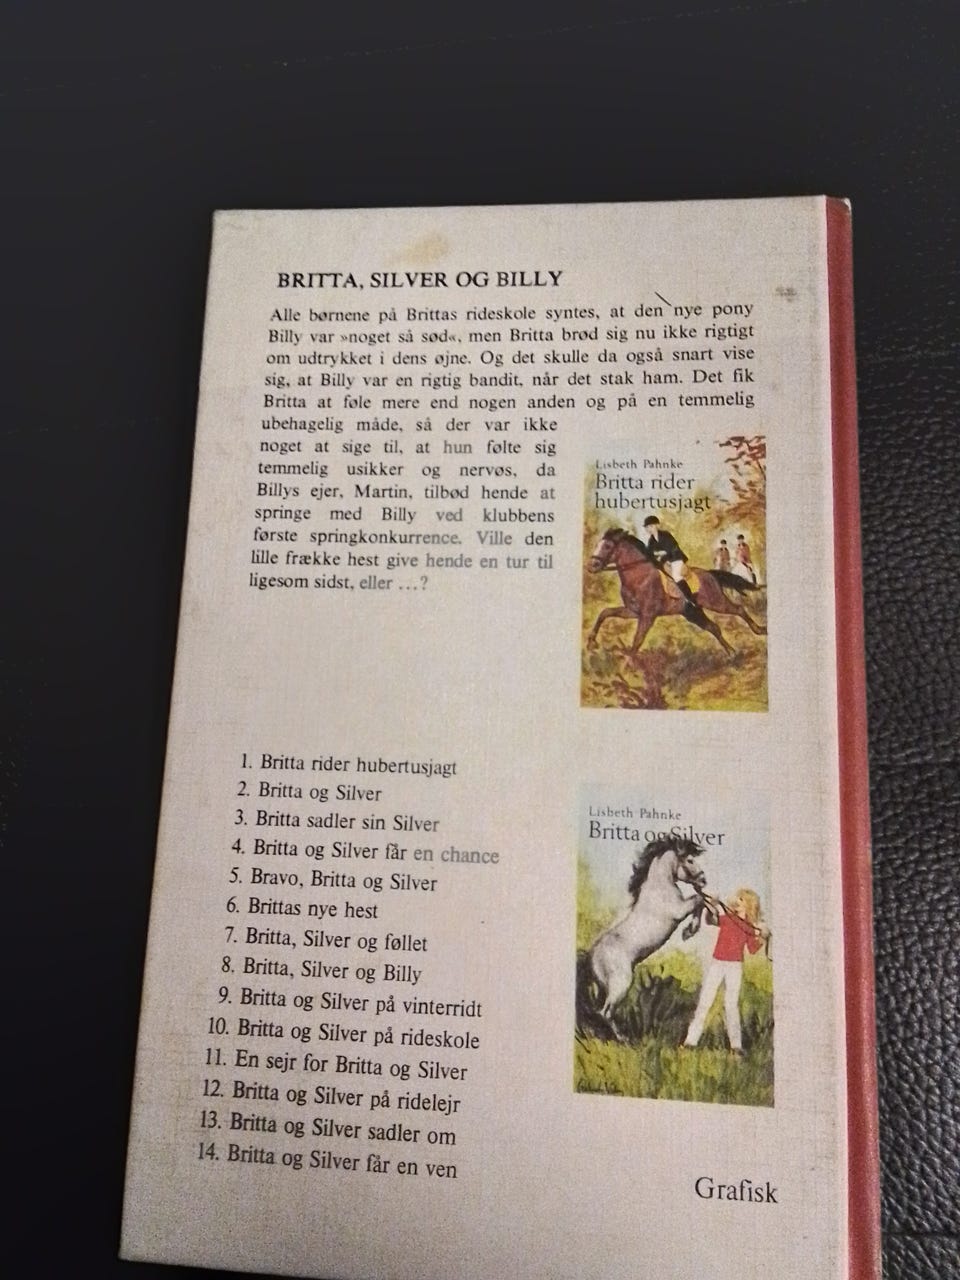 BRITTA, SILVER OG BILLY
Alle børnene på Brittas rideskole syntes, at den nye pony
Billy var »noget så sød«, men Britta brød sig nu ikke rigtigt
om udtrykket i dens øjne. Og det skulle da også snart vise
sig, at Billy var en rigtig bandit, når det stak ham. Det fik
Britta at føle mere end nogen anden og på en temmelig
ubehagelig måde, så der var ikke
noget at sige til, at hun følte sig
temmelig usikker og nervøs, da
Billys ejer, Martin, tilbød hende at
springe med Billy ved klubbens
første springkonkurrence. Ville den
lille frække hest give hende en tur til
ligesom sidst, eller ...?
Lisbeth Pahnke
Britta rider
hubertusjagt
1. Britta rider hubertusjagt
2. Britta og Silver
3. Britta sadler sin Silver
4. Britta og Silver får en chance
5. Bravo, Britta og Silver
6. Brittas nye hest
7. Britta, Silver og føllet
8. Britta, Silver og Billy
9. Britta og Silver på vinterridt
10. Britta og Silver på rideskole
11. En sejr for Britta og Silver
12. Britta og Silver på ridelejr
13. Britta og Silver sadler om
14. Britta og Silver får en ven
Lisbeth Pahnke
Britta og Silver
Grafisk